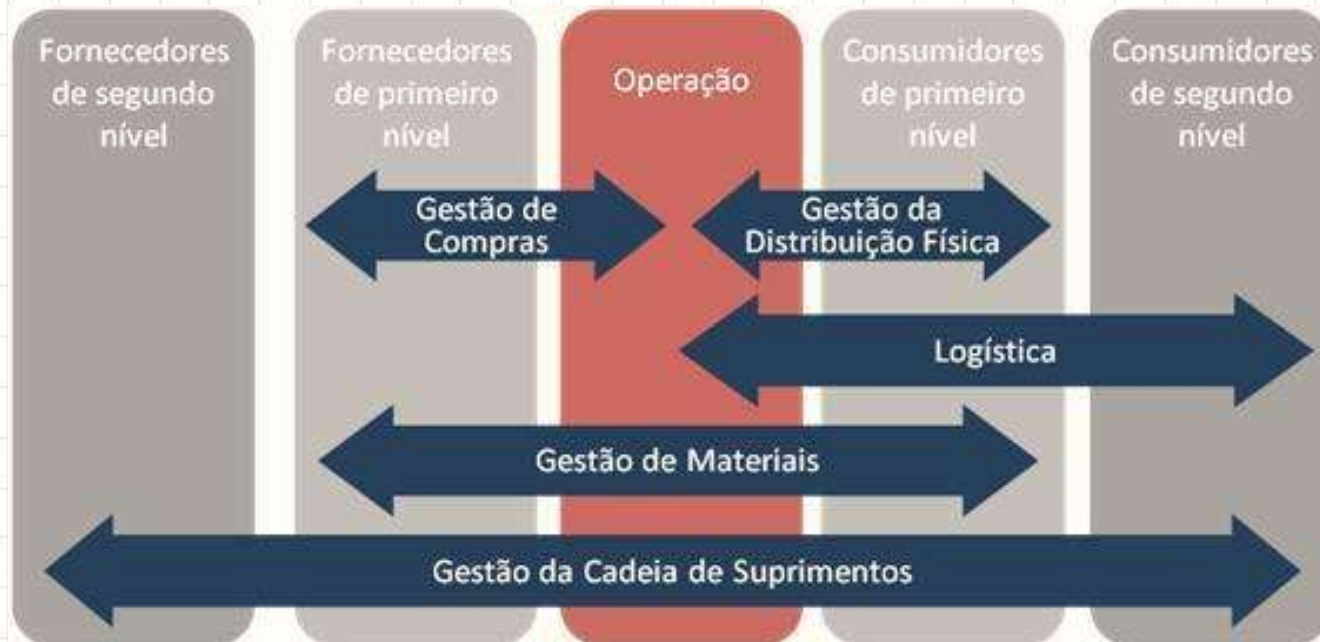 Fornecedores
de segundo
nível
Fornecedores
de primeiro
nível
Operação
Consumidores
de primeiro
nível
Consumidores
de segundo
nível
Gestão de
Compras
Gestão da
Distribuição Física
Logística
Gestão de Materiais
Gestão da Cadeia de Suprimentos